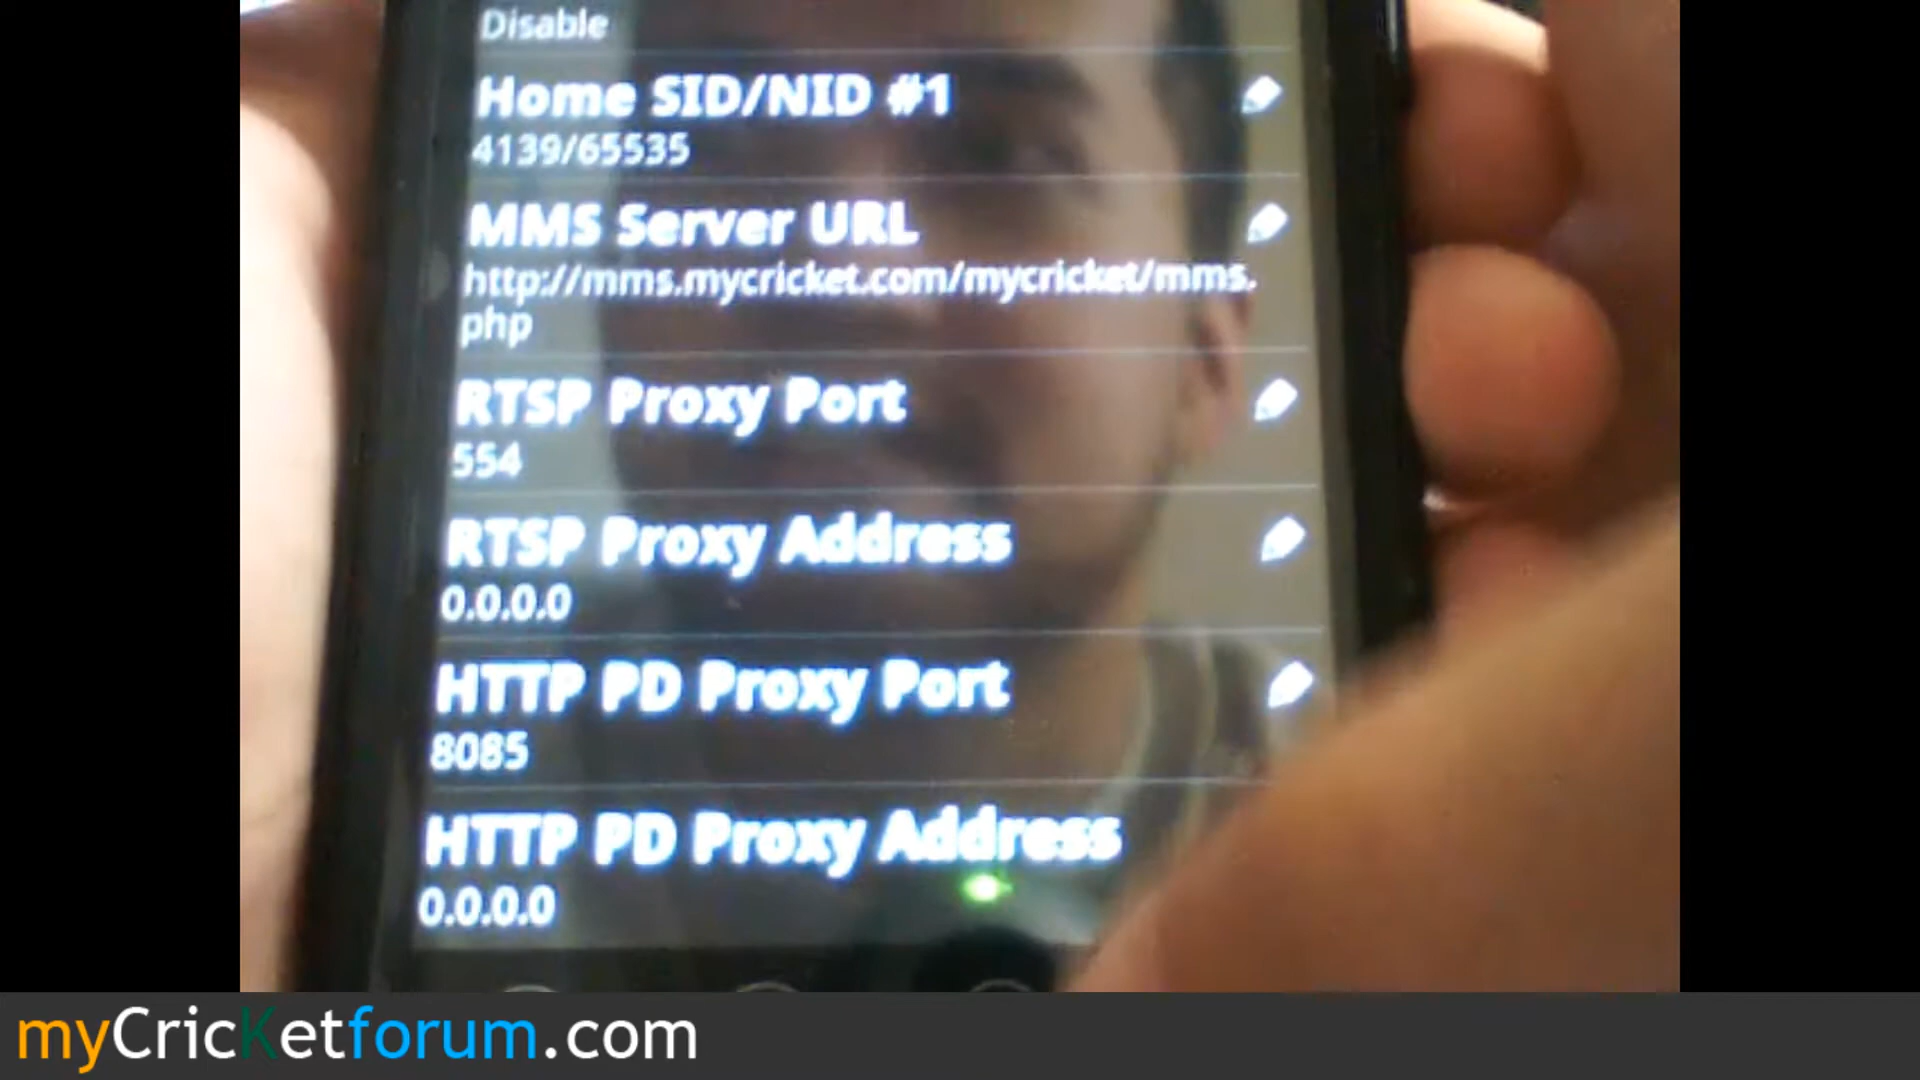 Disable
Home SID/NID #1
4139/65535
MMS Server URL
http://mms.mycricket.com/mycricket/mms.
php
RTSP Proxy Port
554
RTSP Proxy Address
0.0.0.0
HTTP PD Proxy Port
8085
HTTP PD Proxy Address
0.0.0.0
myCricKetforum.com